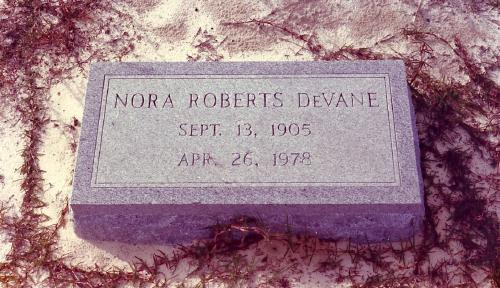 NORA ROBERTS DeVANE
SEPT. 13, 1905
APR. 26, 1978